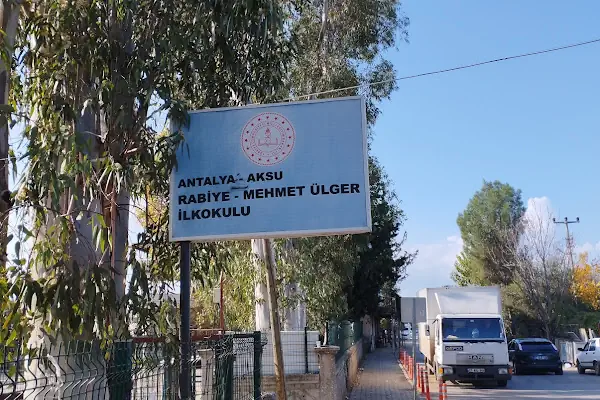 ANTALYA - AKSU
RABİYE - MEHMET ÜLGER
İLKOKULU